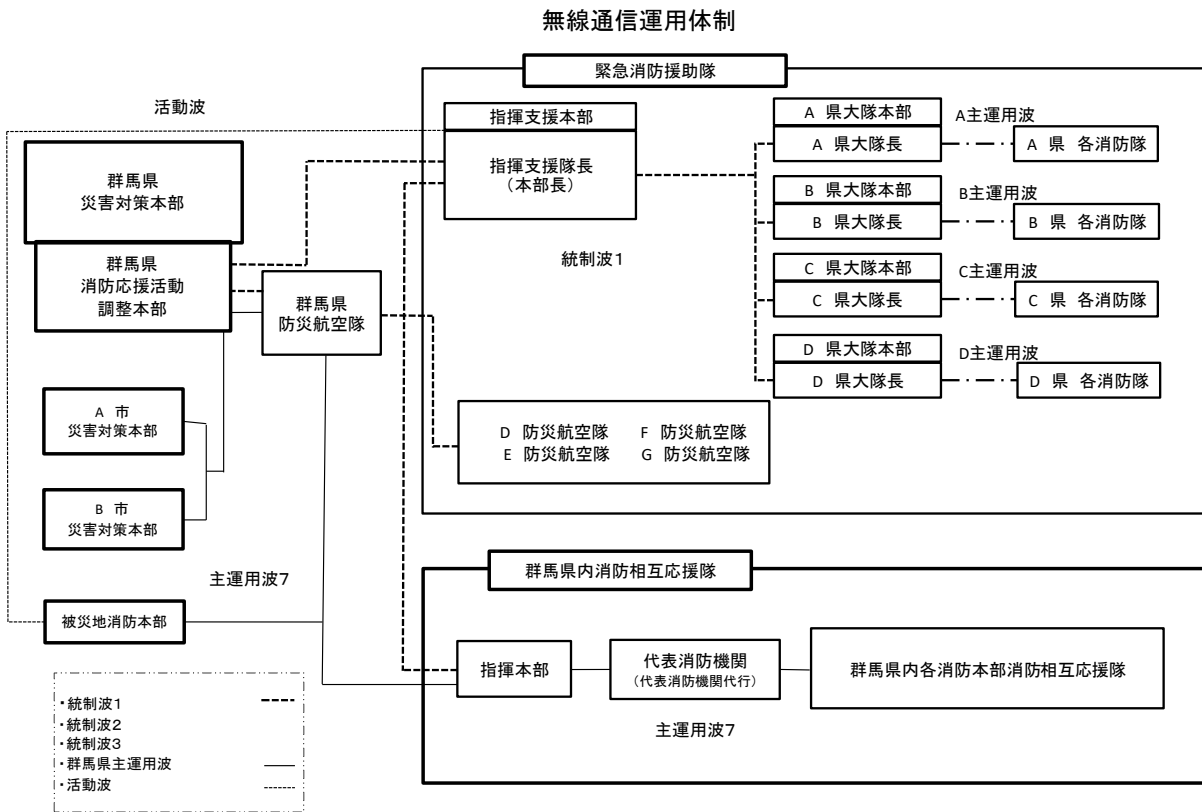 無線通信運用体制
緊急消防援助隊
活動波
群馬県
災害対策本部
群馬県
消防応援活動
調整本部
群馬県
防災航空隊
A 市
災害対策本部
B 市
災害対策本部
主運用波7
被災地消防本部
指揮支援本部
指揮支援隊長
（本部長）
統制波1
A 県大隊本部
A 県大隊長
A主運用波
A 県 各消防隊
B 県大隊本部
B 県大隊長
B主運用波
B 県 各消防隊
C 県大隊本部
C 県大隊長
C主運用波
C 県 各消防隊
D 県大隊本部
D 県大隊長
D主運用波
D 県 各消防隊
D 防災航空隊 F 防災航空隊
E 防災航空隊 G 防災航空隊
群馬県内消防相互応援隊
指揮本部
代表消防機関
（代表消防機関代行）
群馬県内各消防本部消防相互応援隊
主運用波7
・統制波1
・統制波2
・統制波3
・群馬県主運用波
・活動波